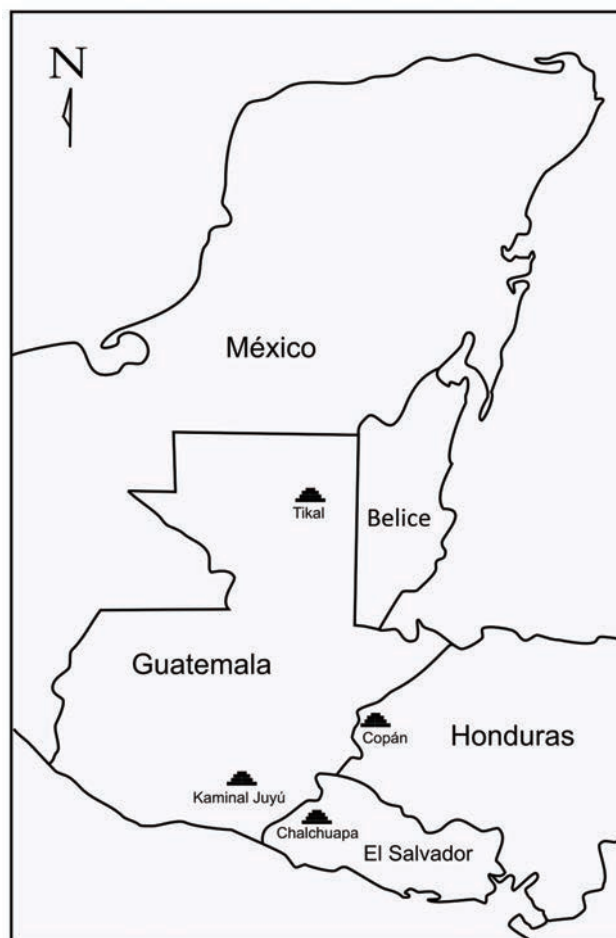 N
México
Tikal
Belice
Guatemala
Copán
Honduras
Kaminal Juyú
Chalchuapa
El Salvador